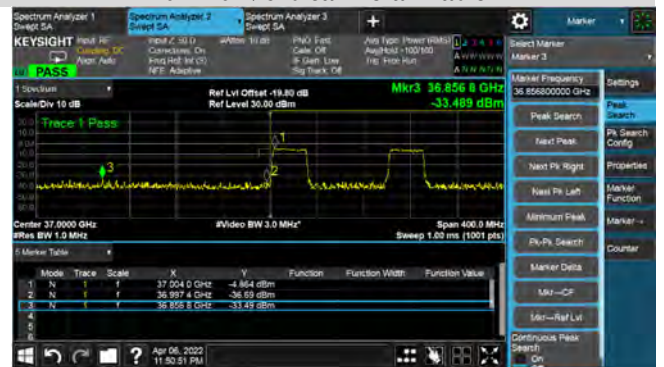 Spectrum Analyzer 1
Swept SA
Spectrum Analyzer 2
Swept SA
Spectrum Analyzer 3
Swept SA
+
Marker
KEYSIGHT
Input: RF
Coupling: DC
Align: Auto
Input Z: 50 Ω
Corrections: On
Freq Ref: Int (S)
NFE: Adaptive
#Atten: 10 dB
PNO: Fast
Gate: Off
IF Gain: Low
Sig Track: Off
Avg Type: Power (RMS)
Avg|Hold: >100/100
Trig: Free Run
PASS
Select Marker
Marker 3
1 Spectrum
Scale/Div 10 dB
Ref Lvl Offset -19.80 dB
Ref Level 30.00 dBm
Mkr3 36.856 8 GHz
-33.489 dBm
Trace 1 Pass
1
2
3
Center 37.0000 GHz
#Res BW 1.0 MHz
#Video BW 3.0 MHz*
Span 400.0 MHz
Sweep 1.00 ms (1001 pts)
5 Marker Table
Mode Trace Scale X Y Function Function Width Function Value
1 N 1 f 37.004 0 GHz -4.864 dBm
2 N 1 f 36.997 4 GHz -36.69 dBm
3 N 1 f 36.856 8 GHz -33.49 dBm
4
5
6
Marker Frequency
36.856800000 GHz
Peak Search
Next Peak
Next Pk Right
Next Pk Left
Minimum Peak
Pk-Pk Search
Marker Delta
Mkr→CF
Mkr→Ref Lvl
Continuous Peak
Search
On
Settings
Peak
Search
Pk Search
Config
Properties
Marker
Function
Marker→
Counter
Apr 06, 2022
11:50:51 PM